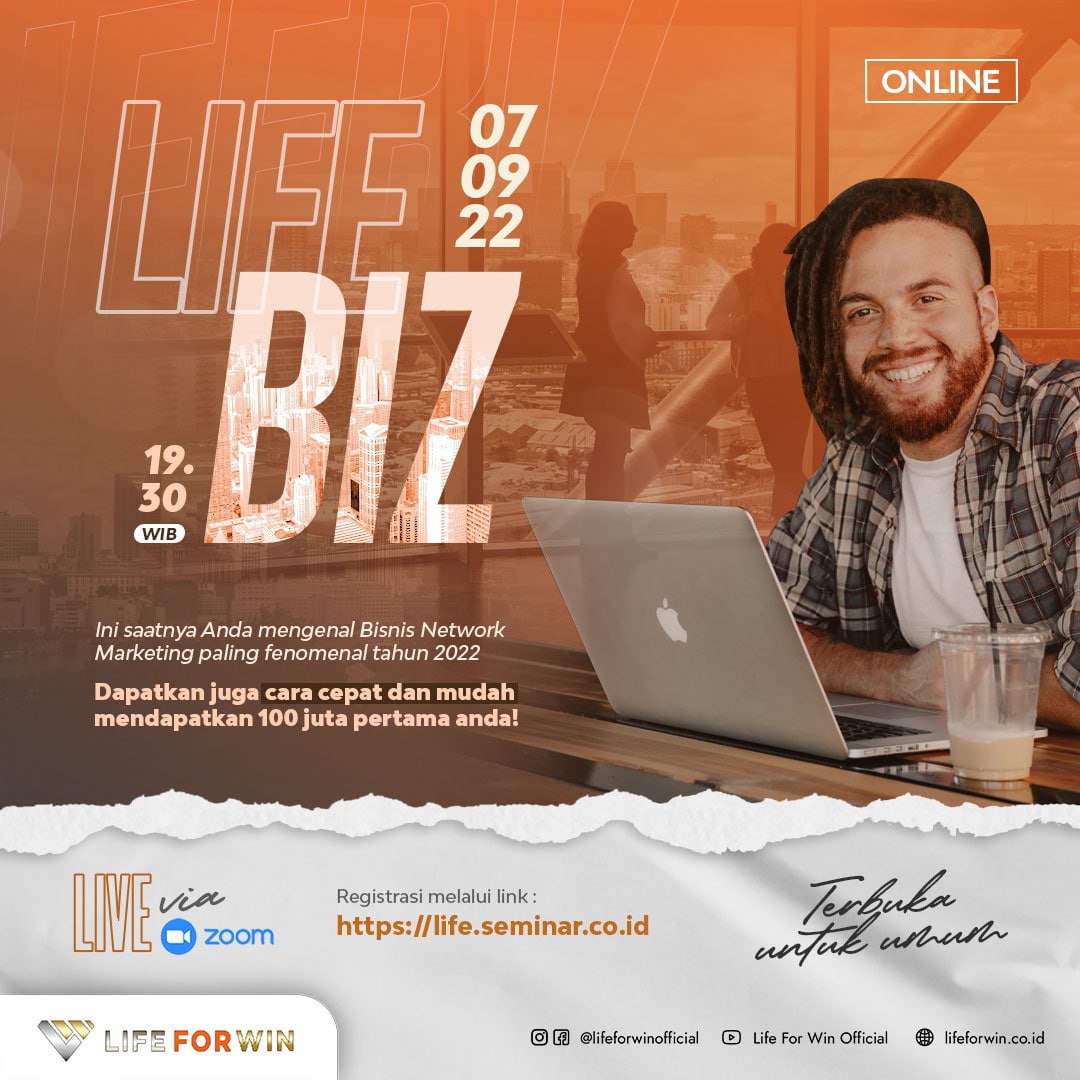 ONLINE
LIFE
BIZ
07
09
22
19.
30
WIB
Ini saatnya Anda mengenal Bisnis Network
Marketing paling fenomenal tahun 2022
Dapatkan juga cara cepat dan mudah
mendapatkan 100 juta pertama anda!
LIVE via
zoom
Registrasi melalui link :
https://life.seminar.co.id
Terbuka
untuk umum
LIFE FOR WIN
@lifeforwinofficial Life For Win Official lifeforwin.co.id